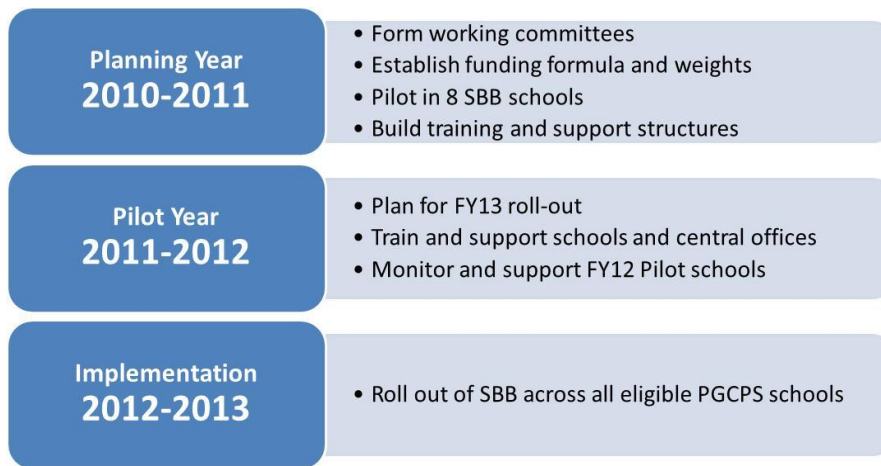 Planning Year
2010-2011
• Form working committees
• Establish funding formula and weights
• Pilot in 8 SBB schools
• Build training and support structures
Pilot Year
2011-2012
• Plan for FY13 roll-out
• Train and support schools and central offices
• Monitor and support FY12 Pilot schools
Implementation
2012-2013
• Roll out of SBB across all eligible PGCPS schools